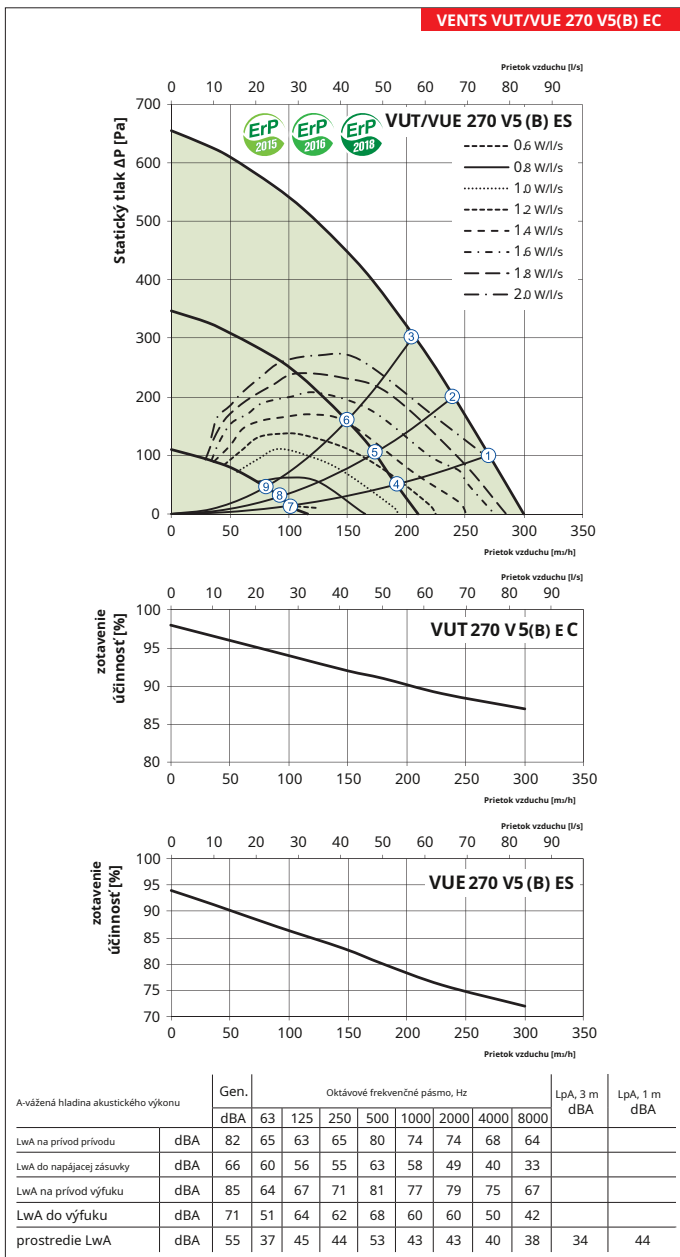 VENTS VUT/VUE 270 V5(B) EC
Prietok vzduchu [l/s]
0 10 20 30 40 50 60 70 80 90
700
600
500
400
300
200
100
0
Statický tlak ΔP [Pa]
ErP 2015
ErP 2016
ErP 2018
VUT/VUE 270 V5 (B) ES
0.6 W/l/s
0.8 W/l/s
1.0 W/l/s
1.2 W/l/s
1.4 W/l/s
1.6 W/l/s
1.8 W/l/s
2.0 W/l/s
3
2
6
1
5
4
9
8
7
0 50 100 150 200 250 300 350
Prietok vzduchu [m3/h]
Prietok vzduchu [l/s]
0 10 20 30 40 50 60 70 80 90
100
95
90
85
80
zotavenie
účinnosť [%]
VUT 270 V 5(B) E C
0 50 100 150 200 250 300 350
Prietok vzduchu [m3/h]
Prietok vzduchu [l/s]
0 10 20 30 40 50 60 70 80 90
100
95
90
85
80
75
70
zotavenie
účinnosť [%]
VUE 270 V5 (B) ES
0 50 100 150 200 250 300 350
Prietok vzduchu [m3/h]
A-vážená hladina akustického výkonu Gen. Oktávové frekvenčné pásmo, Hz LpA, 3 m dBA LpA, 1 m dBA
dBA 63 125 250 500 1000 2000 4000 8000
LwA na prívod prívodu dBA 82 65 63 65 80 74 74 68 64
LwA do napájacej zásuvky dBA 66 60 56 55 63 58 49 40 33
LwA na prívod výfuku dBA 85 64 67 71 81 77 79 75 67
LwA do výfuku dBA 71 51 64 62 68 60 60 50 42
prostredie LwA dBA 55 37 45 44 53 43 43 40 38 34 44